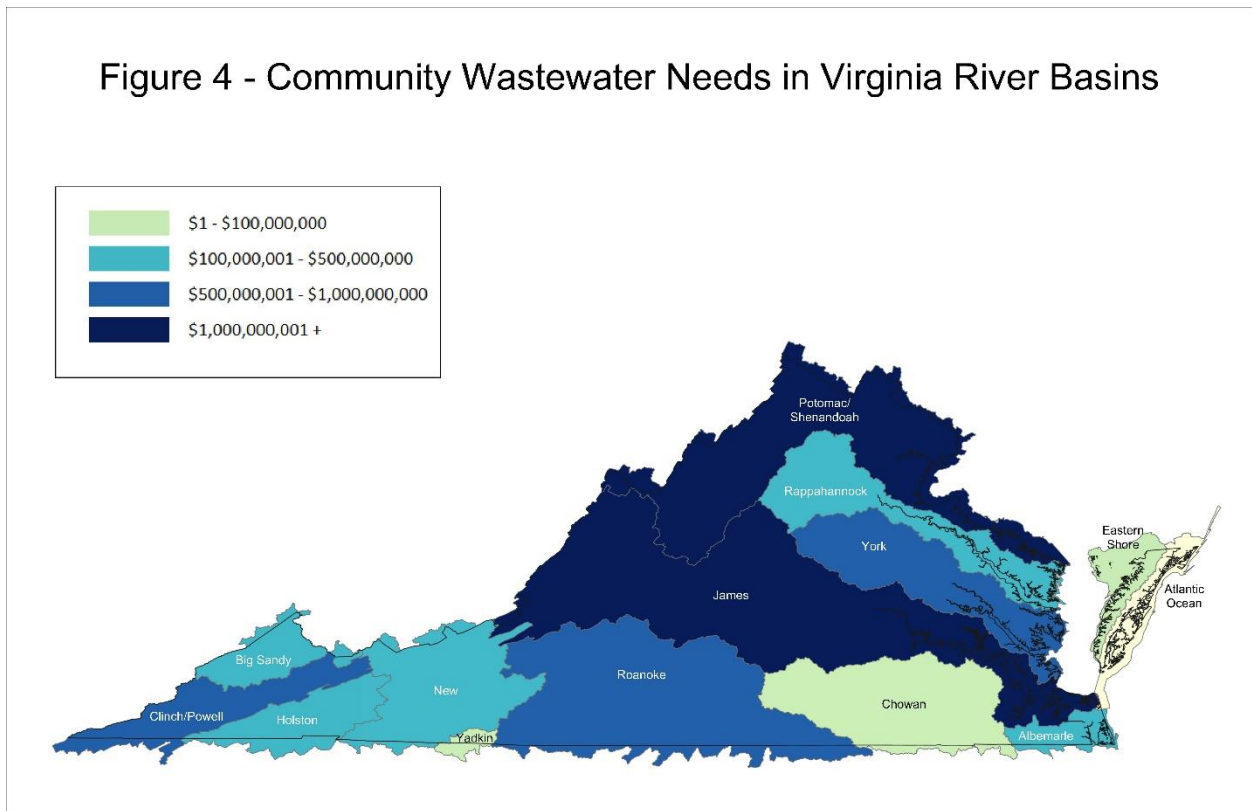 Figure 4 - Community Wastewater Needs in Virginia River Basins
$1 - $100,000,000
$100,000,001 - $500,000,000
$500,000,001 - $1,000,000,000
$1,000,000,001 +
Potomac/
Shenandoah
Rappahannock
York
Eastern
Shore
Atlantic
Ocean
James
Big Sandy
Roanoke
New
Chowan
Clinch/Powell
Holston
Yadkin
Albemarle